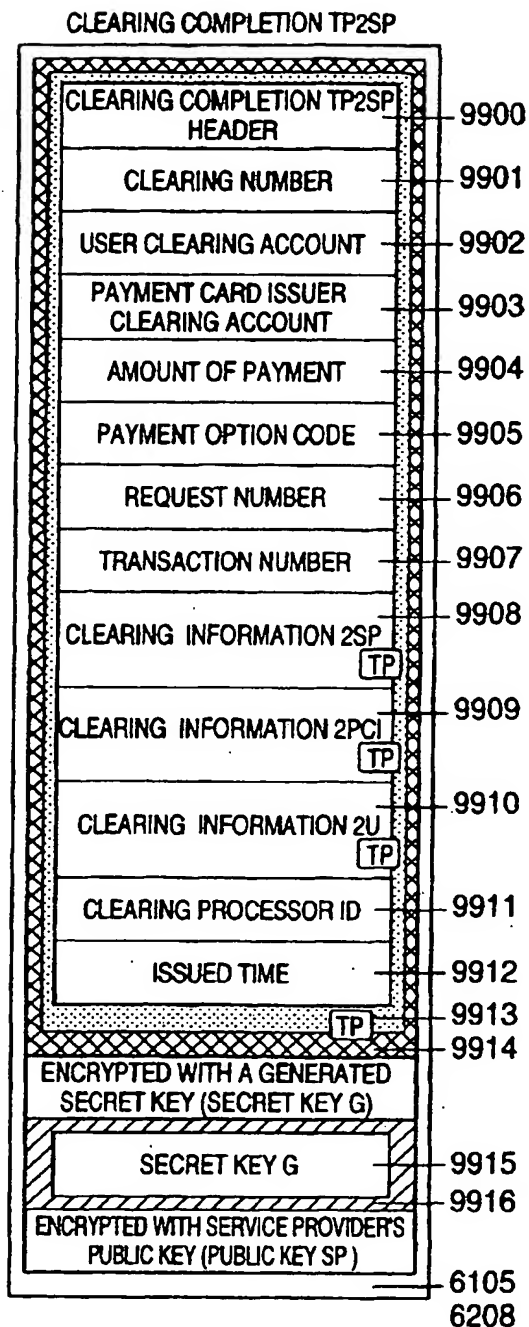 CLEARING COMPLETION TP2SP
CLEARING COMPLETION TP2SP
HEADER
9900
CLEARING NUMBER
9901
USER CLEARING ACCOUNT
9902
PAYMENT CARD ISSUER
CLEARING ACCOUNT
9903
AMOUNT OF PAYMENT
9904
PAYMENT OPTION CODE
9905
REQUEST NUMBER
9906
TRANSACTION NUMBER
9907
CLEARING INFORMATION 2SP
TP
9908
CLEARING INFORMATION 2PCI
TP
9909
CLEARING INFORMATION 2U
TP
9910
CLEARING PROCESSOR ID
9911
ISSUED TIME
9912
TP
9913
9914
ENCRYPTED WITH A GENERATED
SECRET KEY (SECRET KEY G)
SECRET KEY G
9915
9916
ENCRYPTED WITH SERVICE PROVIDER'S
PUBLIC KEY (PUBLIC KEY SP)
6105
6208